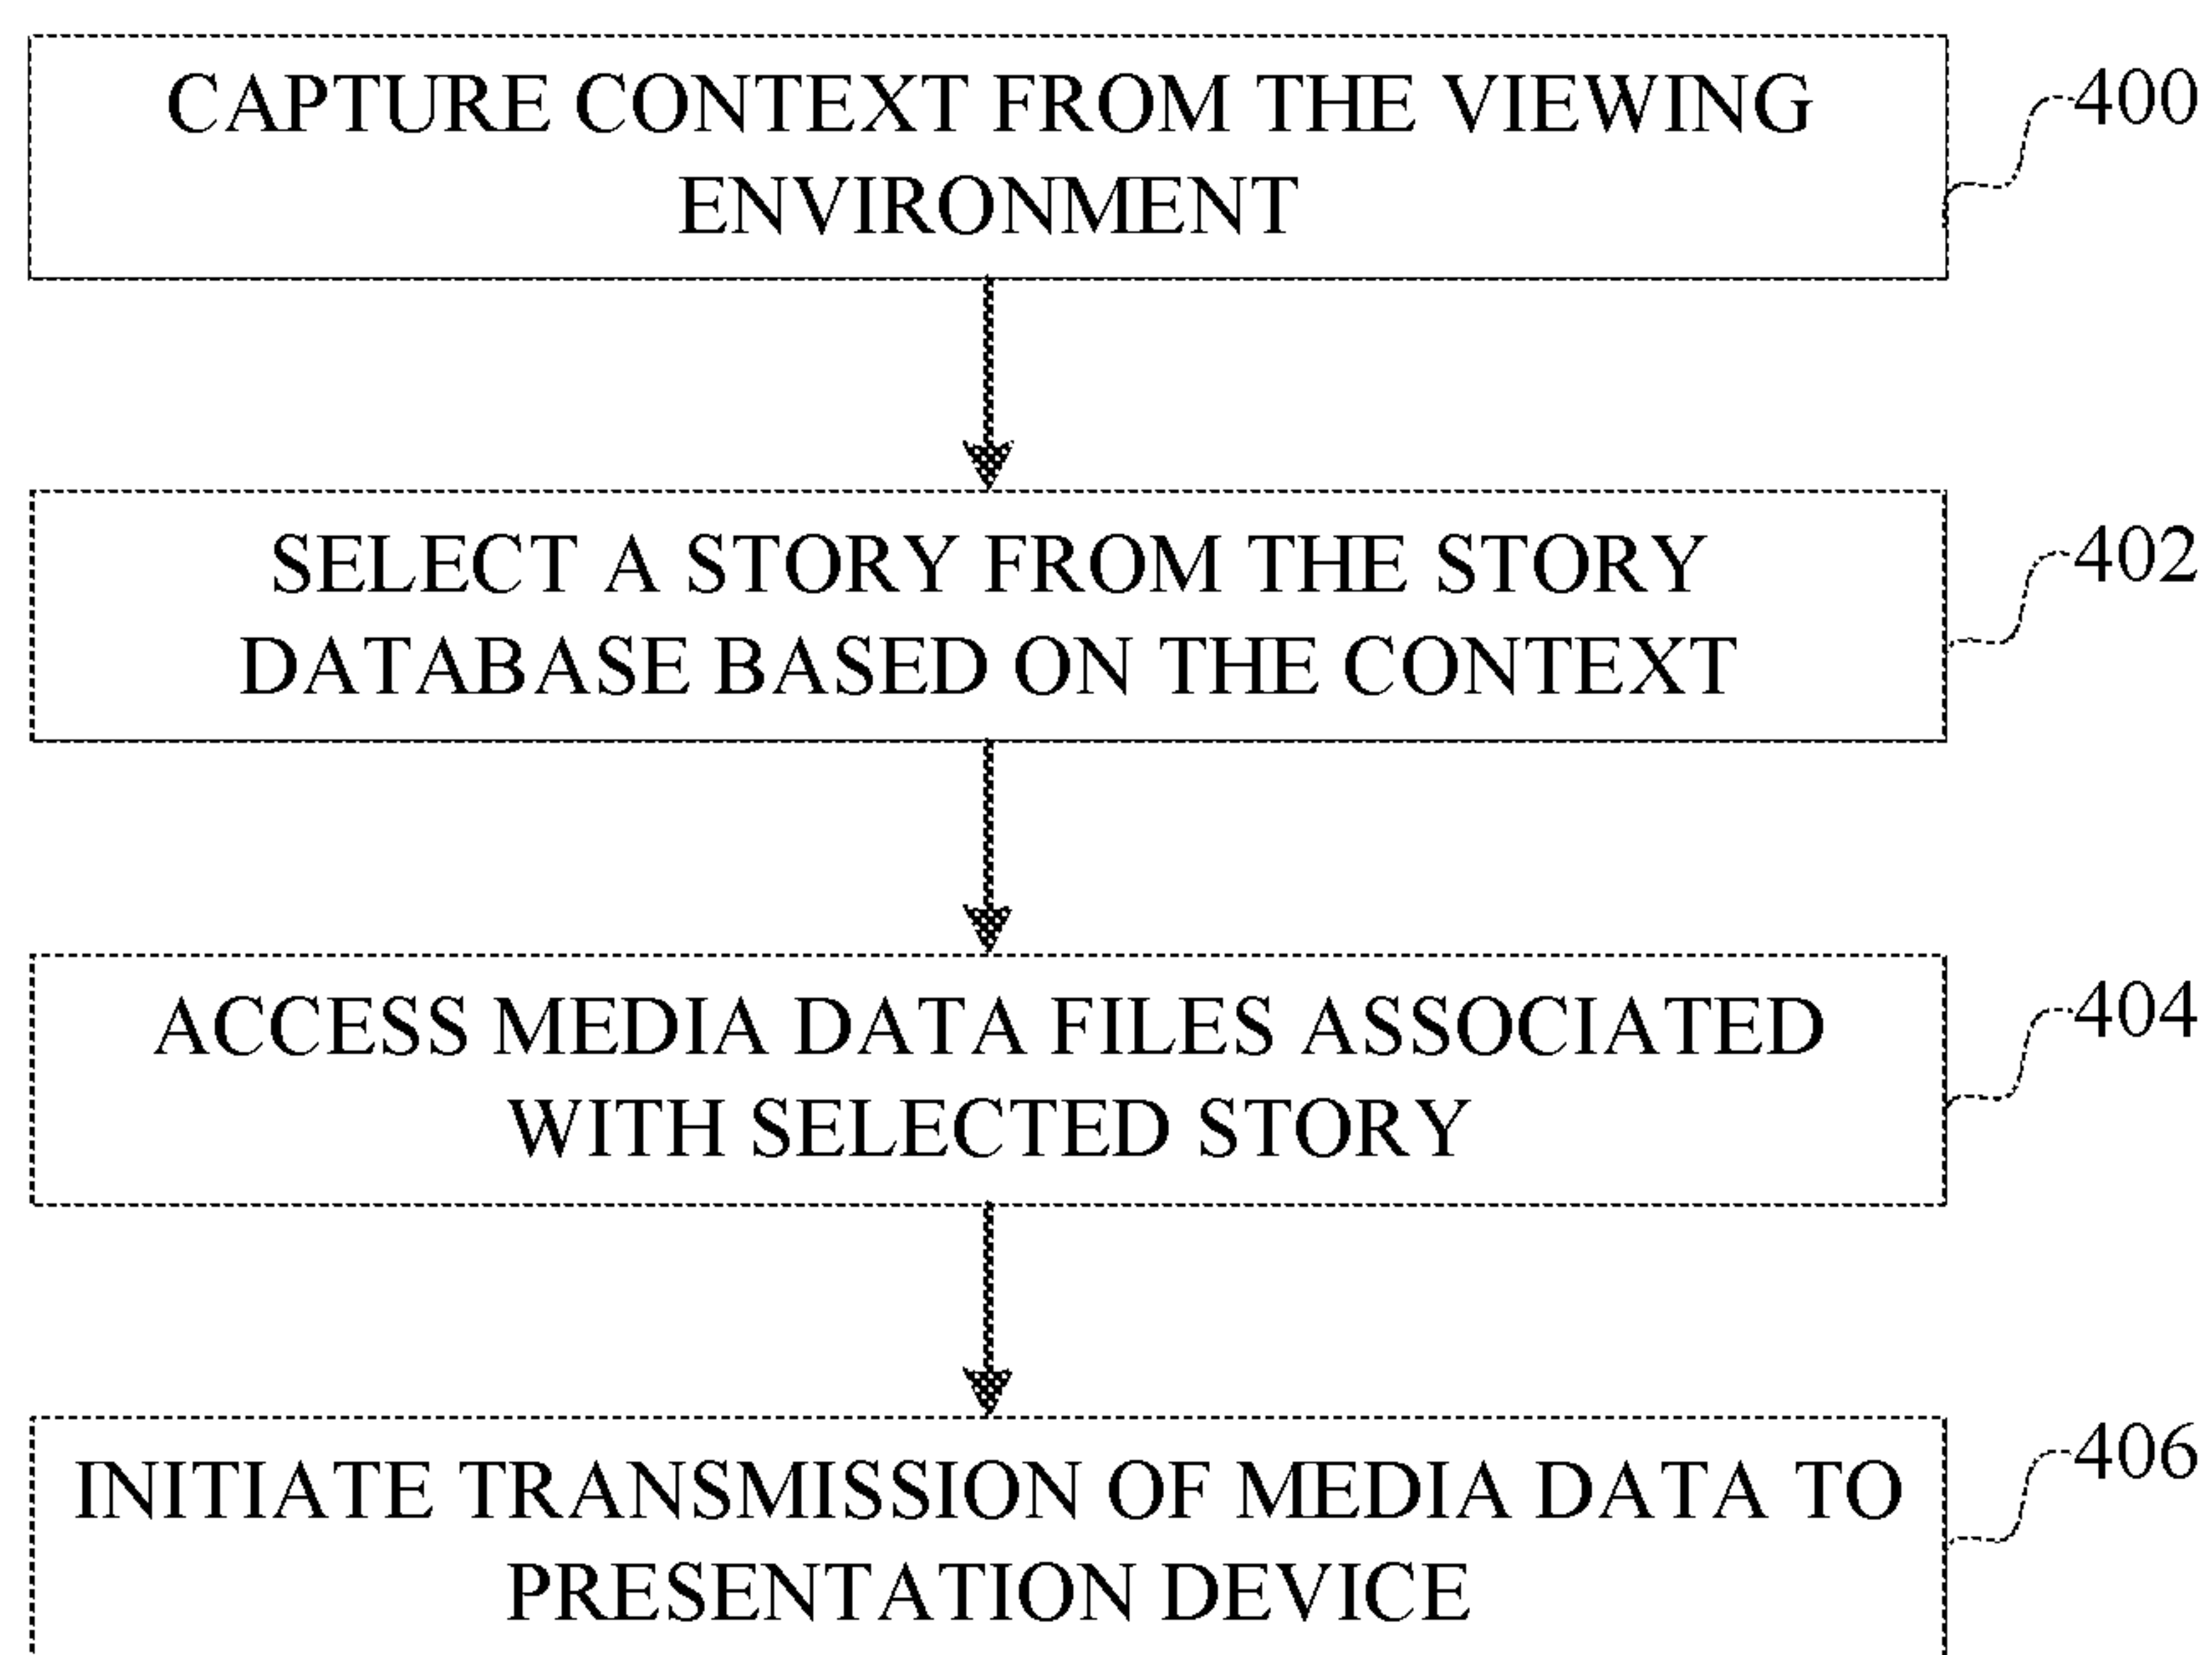 CAPTURE CONTEXT FROM THE VIEWING
ENVIRONMENT
400
SELECT A STORY FROM THE STORY
DATABASE BASED ON THE CONTEXT
402
ACCESS MEDIA DATA FILES ASSOCIATED
WITH SELECTED STORY
404
INITIATE TRANSMISSION OF MEDIA DATA TO
PRESENTATION DEVICE
406